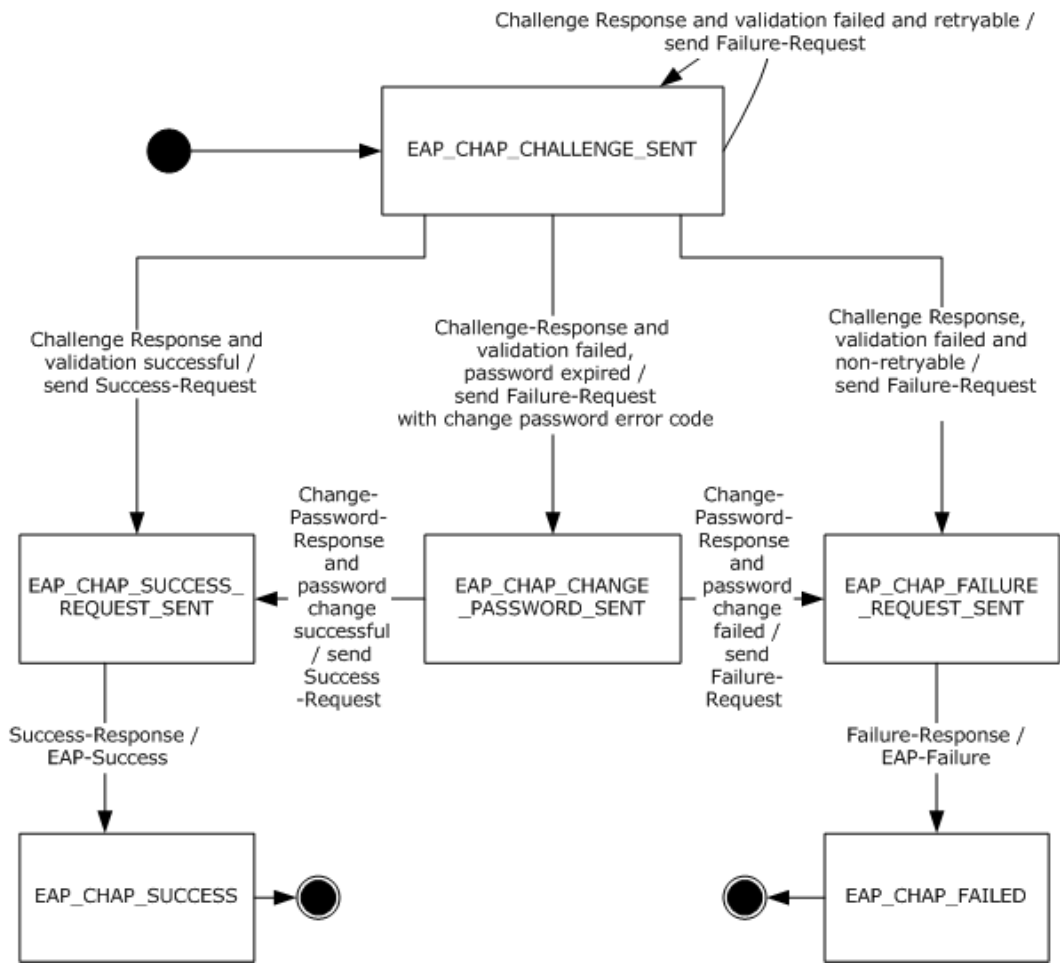 Challenge Response and validation failed and retryable /
send Failure-Request
EAP_CHAP_CHALLENGE_SENT
Challenge Response and
validation successful /
send Success-Request
Challenge-Response and
validation failed,
password expired /
send Failure-Request
with change password error code
Challenge Response,
validation failed and
non-retryable /
send Failure-Request
EAP_CHAP_SUCCESS_
REQUEST_SENT
Change-
Password-
Response
and
password
change
successful
/ send
Success
-Request
EAP_CHAP_CHANGE
_PASSWORD_SENT
Change-
Password-
Response
and
password
change
failed /
send
Failure-
Request
EAP_CHAP_FAILURE
_REQUEST_SENT
Success-Response /
EAP-Success
Failure-Response /
EAP-Failure
EAP_CHAP_SUCCESS
EAP_CHAP_FAILED